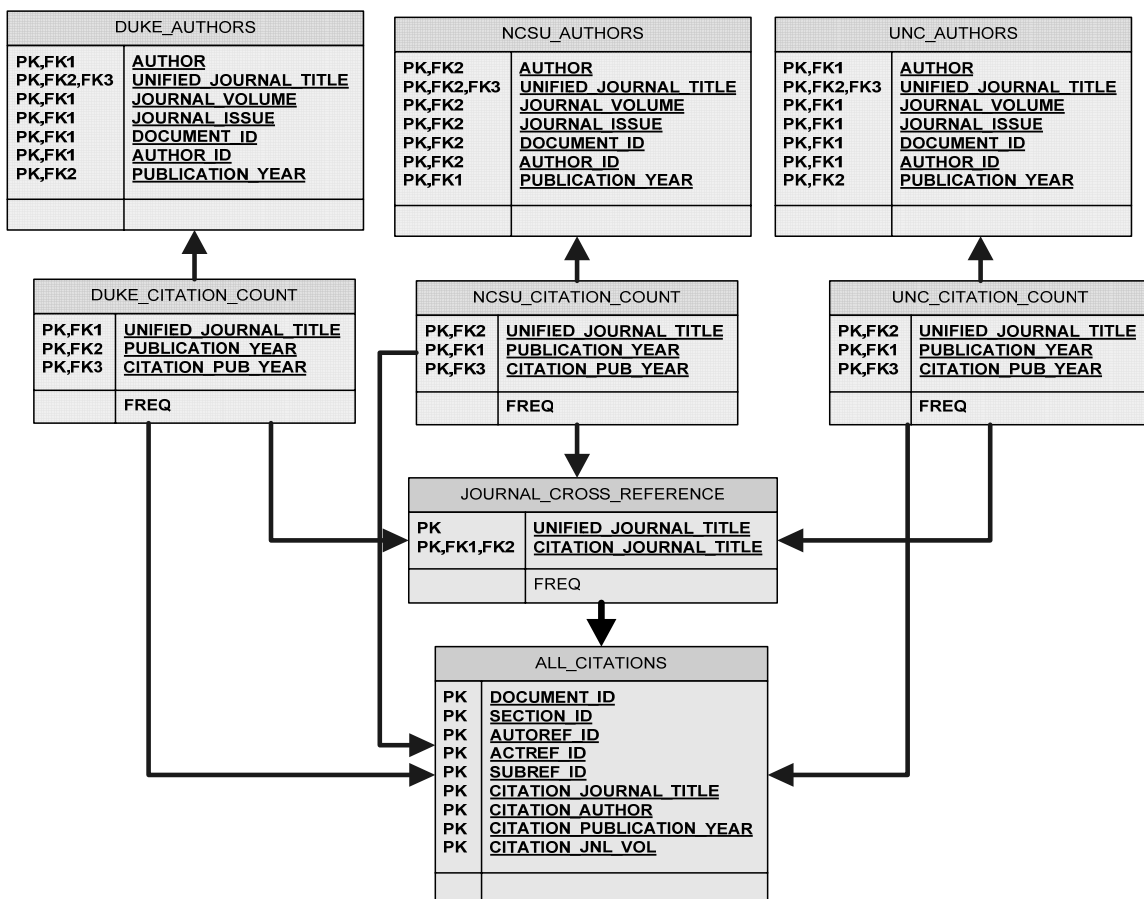 DUKE_AUTHORS
PK,FK1 AUTHOR
PK,FK2,FK3 UNIFIED_JOURNAL_TITLE
PK,FK1 JOURNAL_VOLUME
PK,FK1 JOURNAL_ISSUE
PK,FK1 DOCUMENT_ID
PK,FK1 AUTHOR_ID
PK,FK2 PUBLICATION_YEAR
NCSU_AUTHORS
PK,FK2 AUTHOR
PK,FK2,FK3 UNIFIED_JOURNAL_TITLE
PK,FK2 JOURNAL_VOLUME
PK,FK2 JOURNAL_ISSUE
PK,FK2 DOCUMENT_ID
PK,FK2 AUTHOR_ID
PK,FK1 PUBLICATION_YEAR
UNC_AUTHORS
PK,FK1 AUTHOR
PK,FK2,FK3 UNIFIED_JOURNAL_TITLE
PK,FK1 JOURNAL_VOLUME
PK,FK1 JOURNAL_ISSUE
PK,FK1 DOCUMENT_ID
PK,FK1 AUTHOR_ID
PK,FK2 PUBLICATION_YEAR
DUKE_CITATION_COUNT
PK,FK1 UNIFIED_JOURNAL_TITLE
PK,FK2 PUBLICATION_YEAR
PK,FK3 CITATION_PUB_YEAR
FREQ
NCSU_CITATION_COUNT
PK,FK2 UNIFIED_JOURNAL_TITLE
PK,FK1 PUBLICATION_YEAR
PK,FK3 CITATION_PUB_YEAR
FREQ
UNC_CITATION_COUNT
PK,FK2 UNIFIED_JOURNAL_TITLE
PK,FK1 PUBLICATION_YEAR
PK,FK3 CITATION_PUB_YEAR
FREQ
JOURNAL_CROSS_REFERENCE
PK UNIFIED_JOURNAL_TITLE
PK,FK1,FK2 CITATION_JOURNAL_TITLE
FREQ
ALL_CITATIONS
PK DOCUMENT_ID
PK SECTION_ID
PK AUTOREF_ID
PK ACTREF_ID
PK SUBREF_ID
PK CITATION_JOURNAL_TITLE
PK CITATION_AUTHOR
PK CITATION_PUBLICATION_YEAR
PK CITATION_JNL_VOL